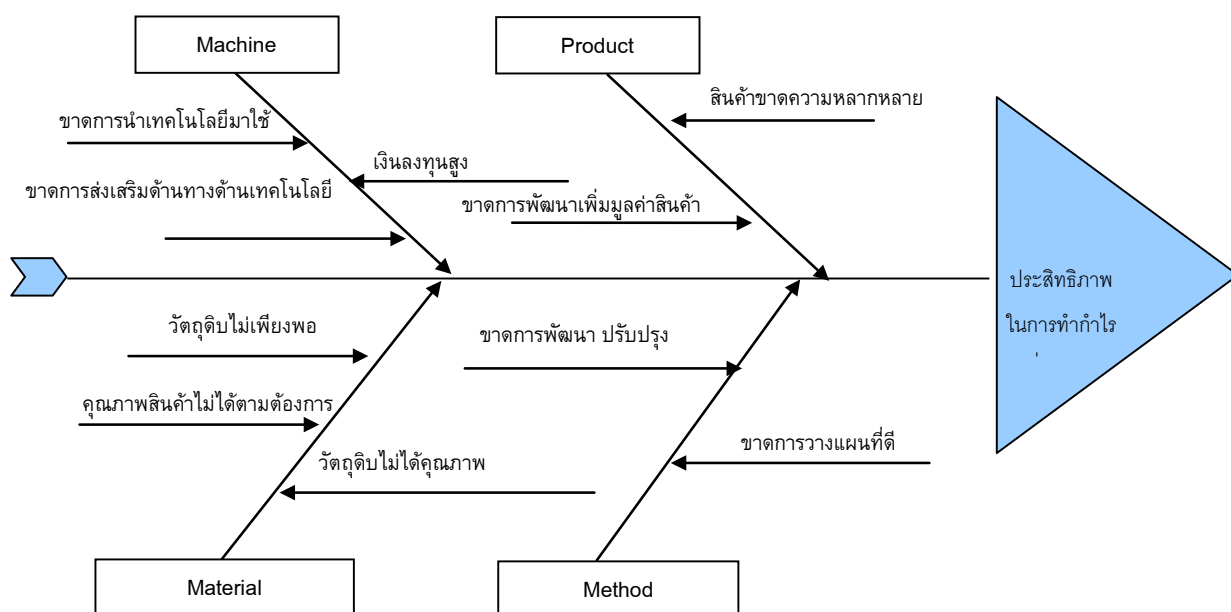 Machine
Product
สินค้าขาดความหลากหลาย
ขาดการนำเทคโนโลยีมาใช้
เงินลงทุนสูง
ขาดการส่งเสริมด้านทางด้านเทคโนโลยี
ขาดการพัฒนาเพิ่มมูลค่าสินค้า
ประสิทธิภาพ
ในการทำกำไร
วัตถุดิบไม่เพียงพอ
ขาดการพัฒนา ปรับปรุง
คุณภาพสินค้าไม่ได้ตามต้องการ
วัตถุดิบไม่ได้คุณภาพ
ขาดการวางแผนที่ดี
Material
Method